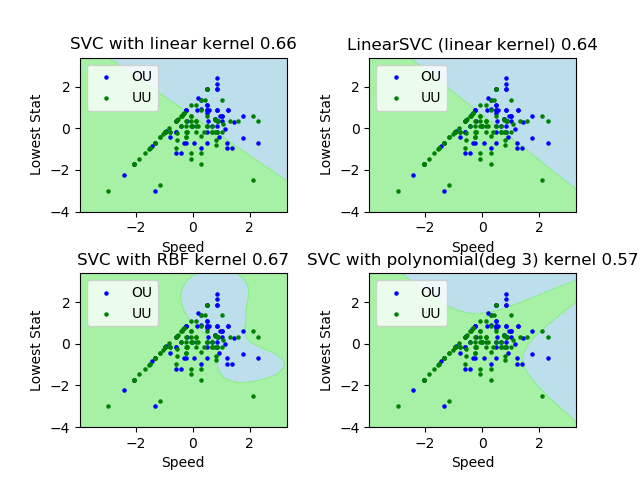 SVC with linear kernel 0.66
OU
UU
Lowest Stat
2
0
−2
−4
−2 0 2
Speed
LinearSVC (linear kernel) 0.64
OU
UU
Lowest Stat
2
0
−2
−4
−2 0 2
Speed
SVC with RBF kernel 0.67
OU
UU
Lowest Stat
2
0
−2
−4
−2 0 2
Speed
SVC with polynomial(deg 3) kernel 0.57
OU
UU
Lowest Stat
2
0
−2
−4
−2 0 2
Speed